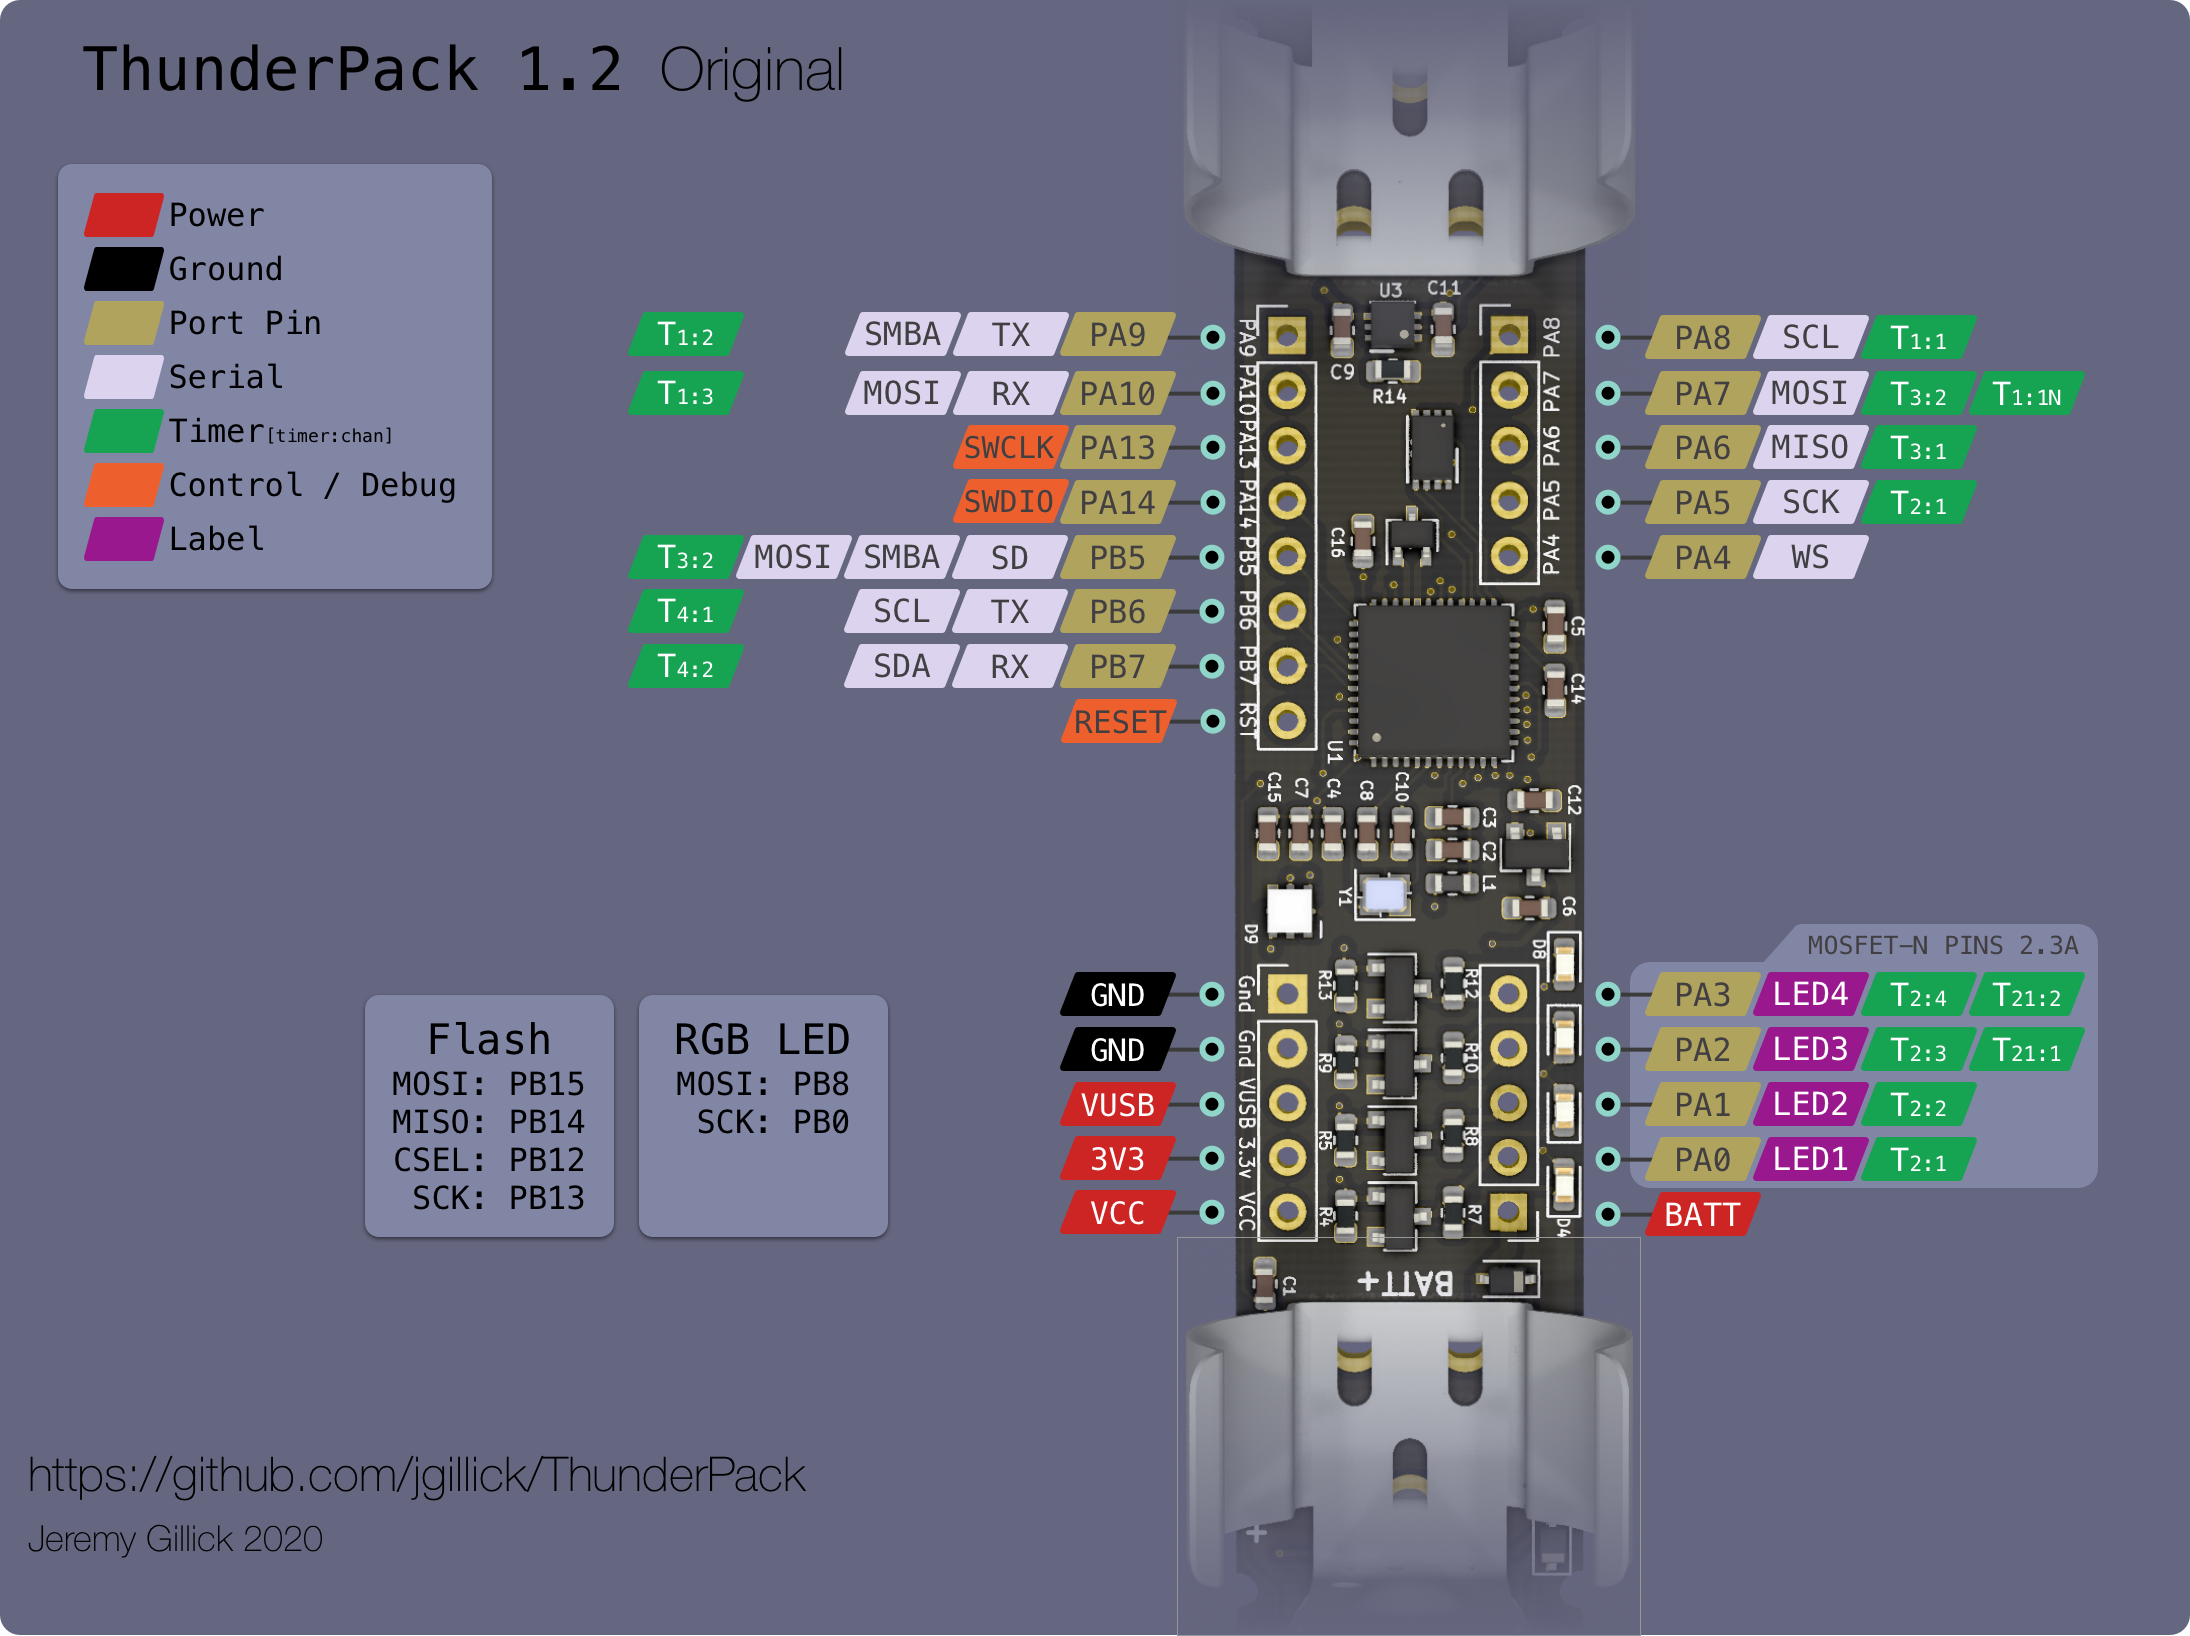 ThunderPack 1.2 Original
Power
Ground
Port Pin
Serial
Timer[timer:chan]
Control / Debug
Label
T1:2 SMBA TX PA9
T1:3 MOSI RX PA10
SWCLK PA13
SWDIO PA14
T3:2 MOSI SMBA SD PB5
T4:1 SCL TX PB6
T4:2 SDA RX PB7
RESET
PA8 SCL T1:1
PA7 MOSI T3:2 T1:1N
PA6 MISO T3:1
PA5 SCK T2:1
PA4 WS
U3 C11
C9
R14
PA9 PA10 PA13 PA14 PB5 PB6 PB7 RST
PA8
PA7
PA6
PA5
PA4
C16
C5
C14
U1
C15 C7 C4 C8 C10
C12
C3
C2
L1
Y1
C6
D9
D8
GND
GND
VUSB
3V3
VCC
Gnd Gnd VUSB 3.3v VCC
R13 R12
R9 R10
R5 R8
R4 R7
D4
MOSFET-N PINS 2.3A
PA3 LED4 T2:4 T21:2
PA2 LED3 T2:3 T21:1
PA1 LED2 T2:2
PA0 LED1 T2:1
BATT
C1
BATT+
+
Flash
MOSI: PB15
MISO: PB14
CSEL: PB12
SCK: PB13
RGB LED
MOSI: PB8
SCK: PB0
https://github.com/jgillick/ThunderPack
Jeremy Gillick 2020